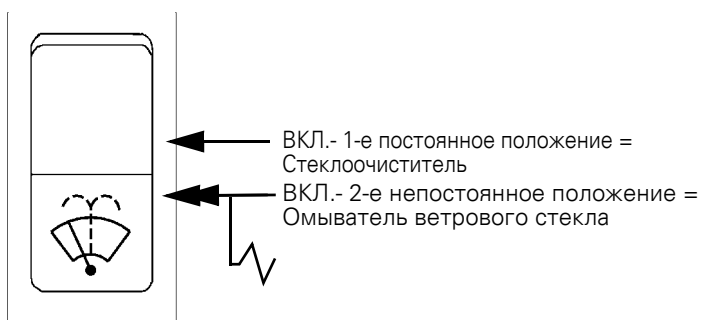 ВКЛ.- 1-е постоянное положение =
Стеклоочиститель
ВКЛ.- 2-е непостоянное положение =
Омыватель ветрового стекла